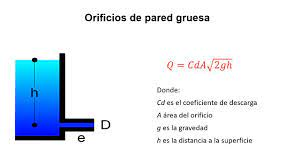 Orificios de pared gruesa
h
D
e
Q = CdA√2gh
Donde:
Cd es el coeficiente de descarga
A área del orificio
g es la gravedad
h es la distancia a la superficie